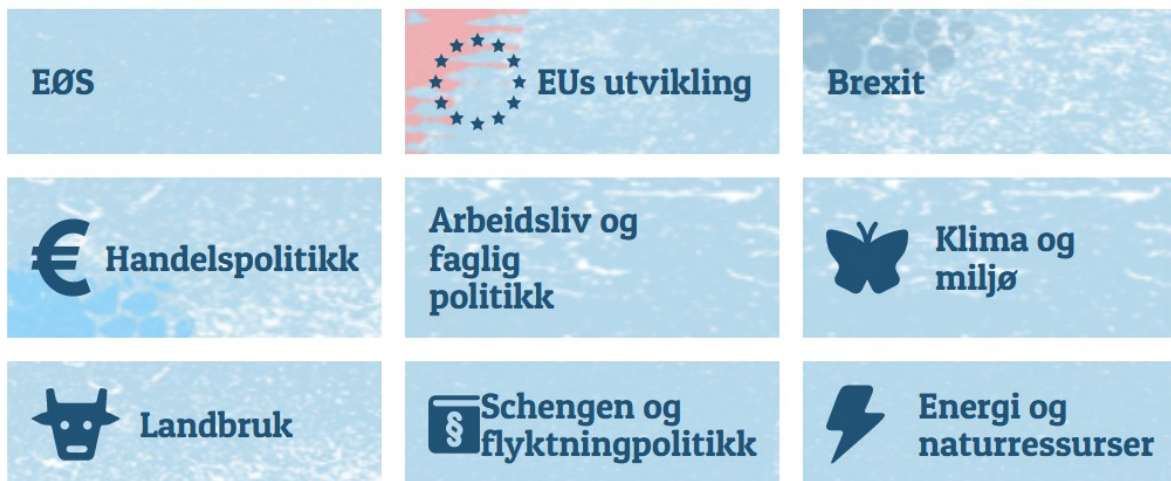 EØS
EUs utvikling
Brexit
Handelspolitikk
Arbeidsliv og
faglig
politikk
Klima og
miljø
Landbruk
§
Schengen og
flyktningpolitikk
Energi og
naturressurser